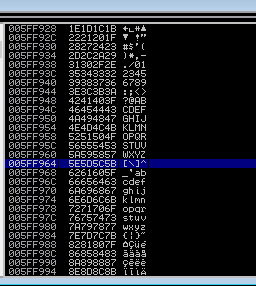 005FF928 1E1D1C1B ←∟↔▲
005FF92C 2221201F ▼ !"
005FF930 28272423 #$'(
005FF934 2D2C2A29 )*,-
005FF938 31302F2E ./01
005FF93C 35343332 2345
005FF940 39383736 6789
005FF944 3E3C3B3A :;<>
005FF948 4241403F ?@AB
005FF94C 46454443 CDEF
005FF950 4A494847 GHIJ
005FF954 4E4D4C4B KLMN
005FF958 5251504F OPQR
005FF95C 56555453 STUV
005FF960 5A595857 WXYZ
005FF964 5E5D5C5B [\]^
005FF968 6261605F _`ab
005FF96C 66656463 cdef
005FF970 6A696867 ghij
005FF974 6E6D6C6B klmn
005FF978 7271706F opqr
005FF97C 76757473 stuv
005FF980 7A797877 wxyz
005FF984 7E7D7C7B {|}~
005FF988 8281807F ⌂Çüé
005FF98C 86858483 âäàå
005FF990 8A898887 çêëè
005FF994 8E8D8C8B ïîìÄ